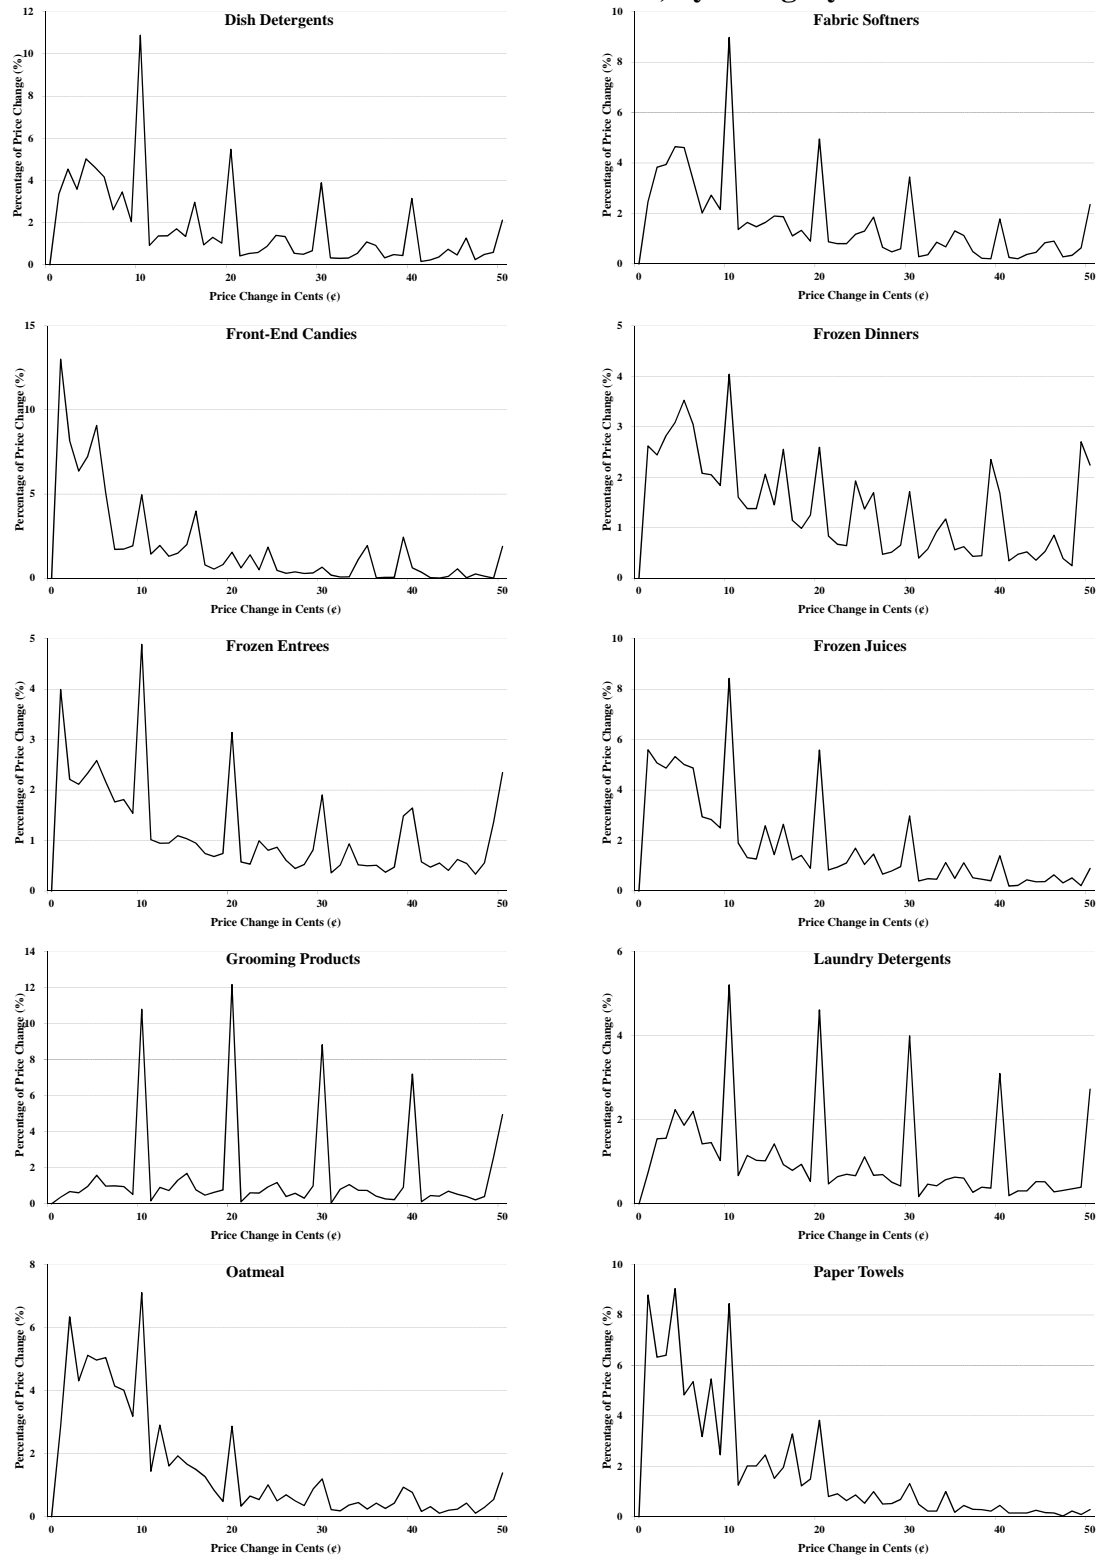 Dish Detergents
Percentage of Price Change (%)
12
10
8
6
4
2
0
0 10 20 30 40 50
Price Change in Cents (¢)
Fabric Softners
Percentage of Price Change (%)
10
8
6
4
2
0
0 10 20 30 40 50
Price Change in Cents (¢)
Front-End Candies
Percentage of Price Change (%)
15
10
5
0
0 10 20 30 40 50
Price Change in Cents (¢)
Frozen Dinners
Percentage of Price Change (%)
5
4
3
2
1
0
0 10 20 30 40 50
Price Change in Cents (¢)
Frozen Entrees
Percentage of Price Change (%)
5
4
3
2
1
0
0 10 20 30 40 50
Price Change in Cents (¢)
Frozen Juices
Percentage of Price Change (%)
10
8
6
4
2
0
0 10 20 30 40 50
Price Change in Cents (¢)
Grooming Products
Percentage of Price Change (%)
14
12
10
8
6
4
2
0
0 10 20 30 40 50
Price Change in Cents (¢)
Laundry Detergents
Percentage of Price Change (%)
6
4
2
0
0 10 20 30 40 50
Price Change in Cents (¢)
Oatmeal
Percentage of Price Change (%)
8
6
4
2
0
0 10 20 30 40 50
Price Change in Cents (¢)
Paper Towels
Percentage of Price Change (%)
10
8
6
4
2
0
0 10 20 30 40 50
Price Change in Cents (¢)